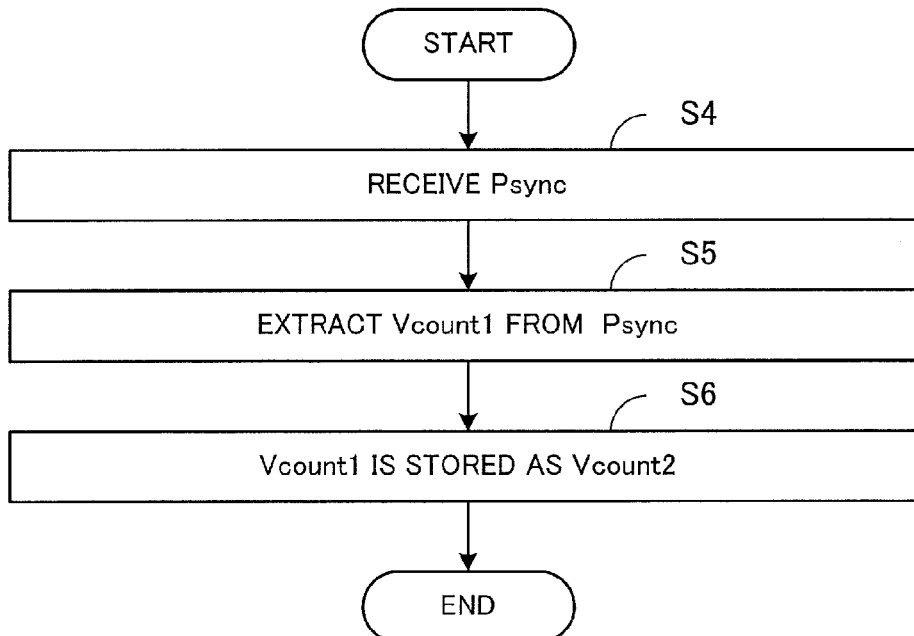 START
S4
RECEIVE Psync
S5
EXTRACT Vcount1 FROM Psync
S6
Vcount1 IS STORED AS Vcount2
END